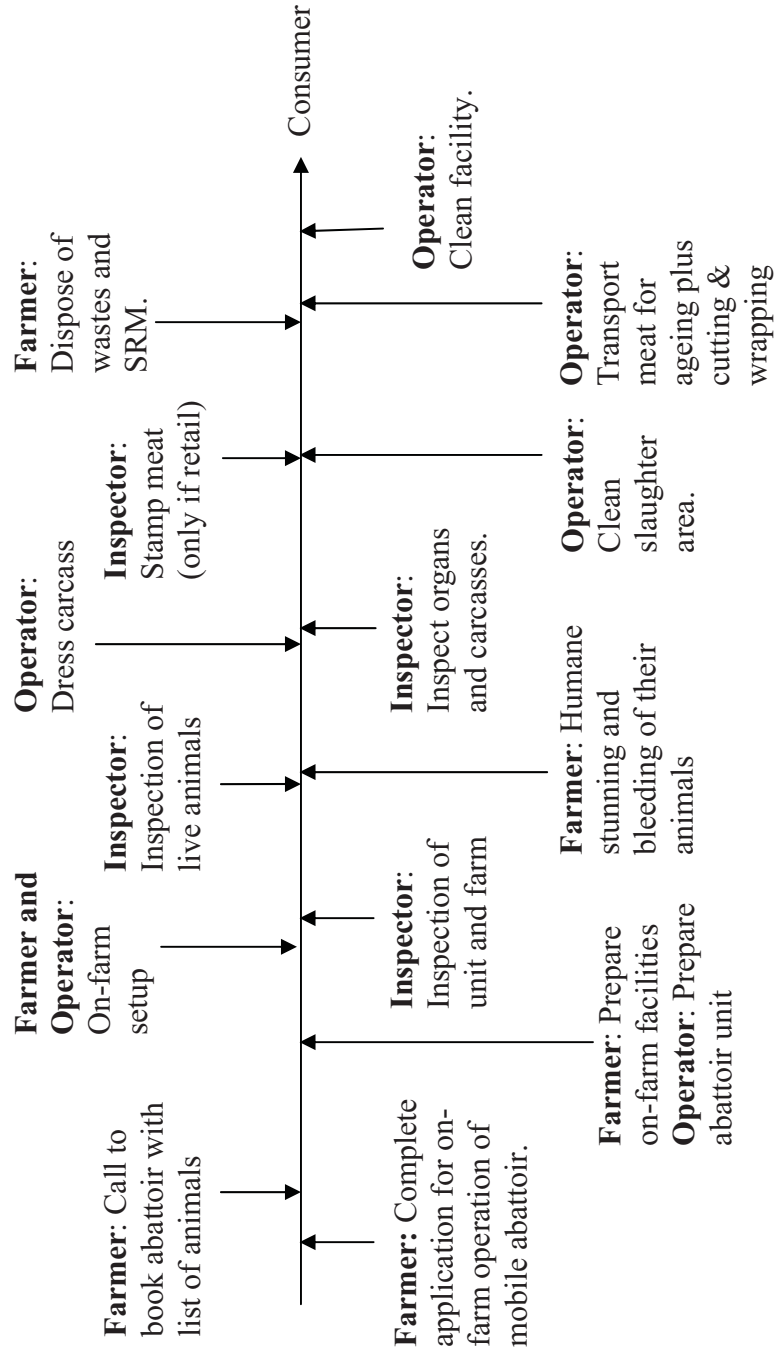 Farmer: Call to
book abattoir with
list of animals
Farmer and
Operator:
On-farm
setup
Inspector:
Inspection of
live animals
Operator:
Dress carcass
Inspector:
Stamp meat
(only if retail)
Farmer:
Dispose of
wastes and
SRM.
Consumer
Farmer: Complete
application for on-
farm operation of
mobile abattoir.
Farmer: Prepare
on-farm facilities
Operator: Prepare
abattoir unit
Inspector:
Inspection of
unit and farm
Farmer: Humane
stunning and
bleeding of their
animals
Inspector:
Inspect organs
and carcasses.
Operator:
Clean
slaughter
area.
Operator:
Transport
meat for
ageing plus
cutting &
wrapping
Operator:
Clean facility.